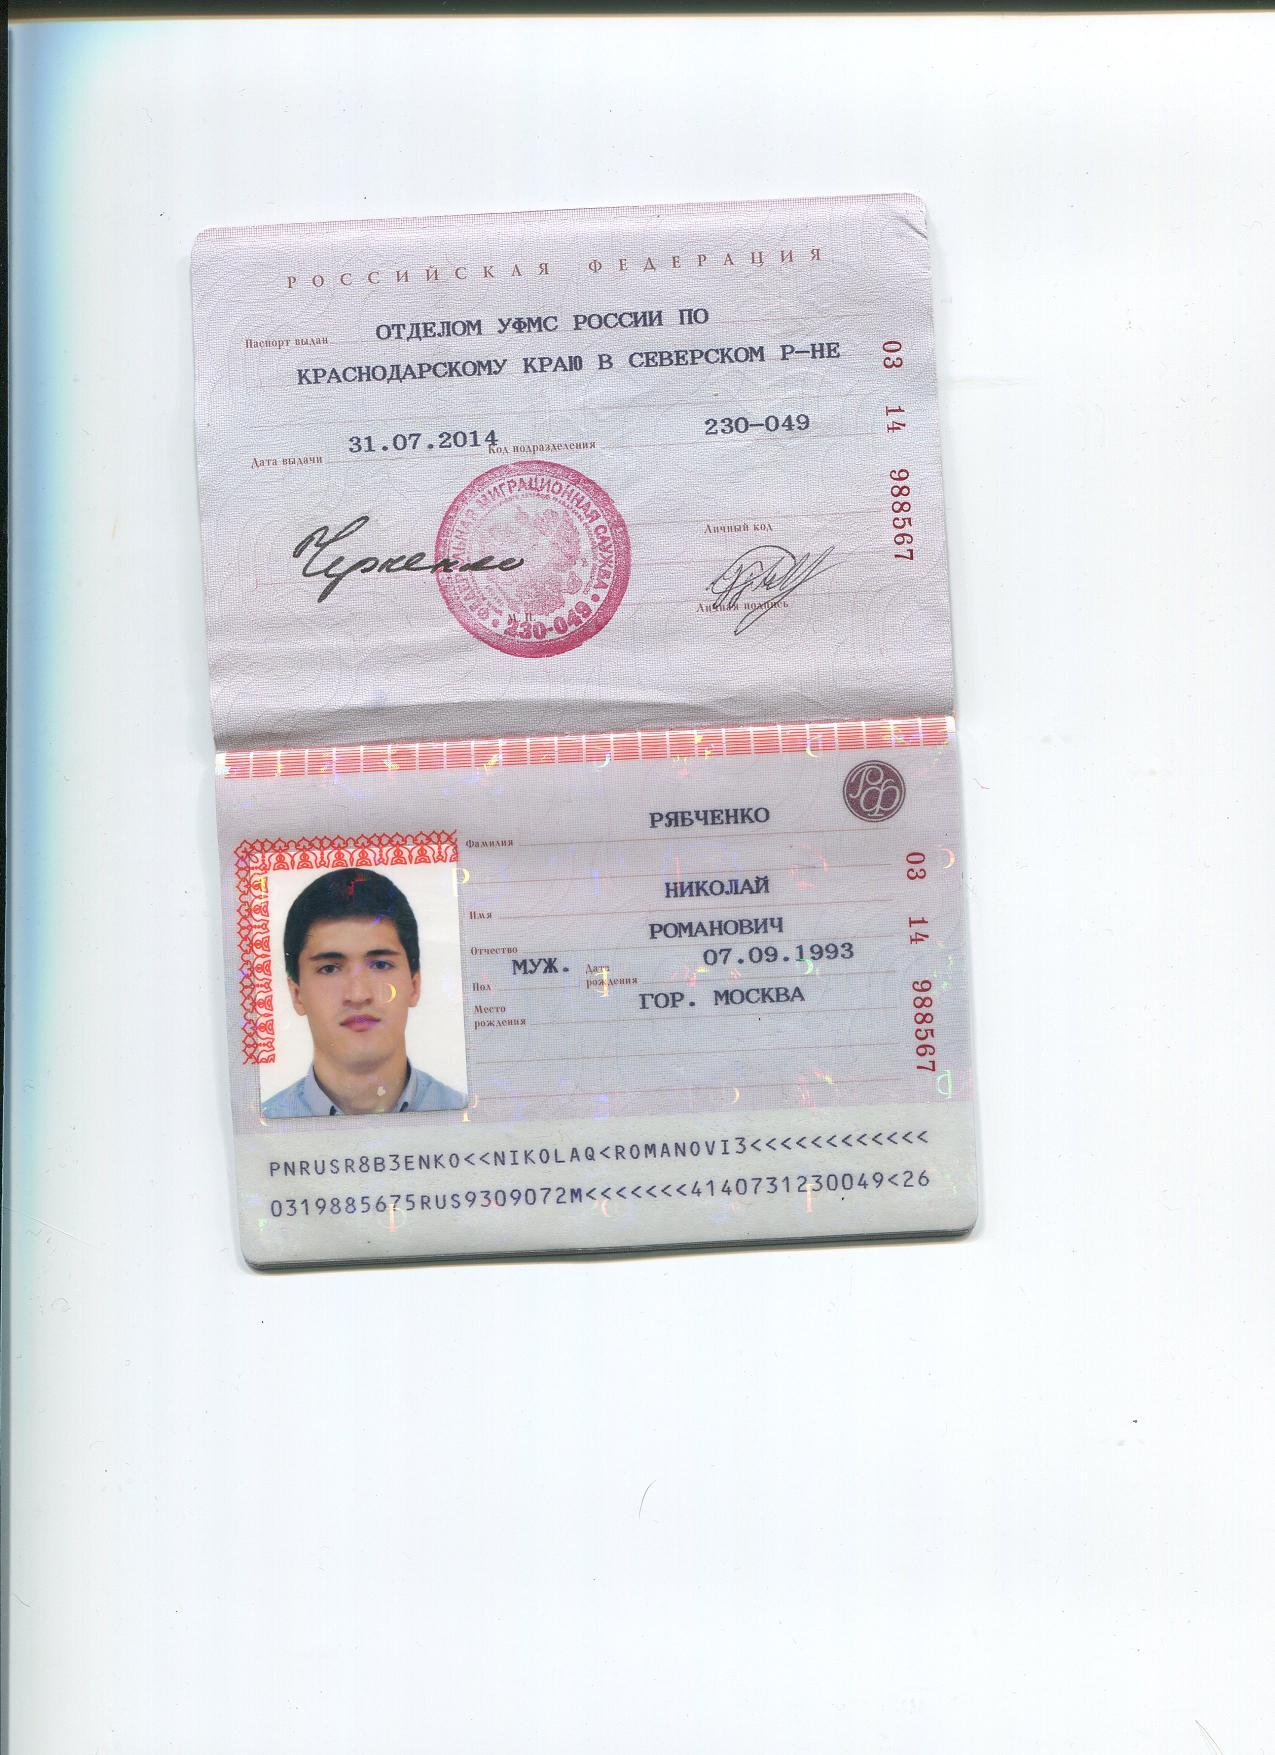 РОССИЙСКАЯ ФЕДЕРАЦИЯ
Паспорт выдан ОТДЕЛОМ УФМС РОССИИ ПО
КРАСНОДАРСКОМУ КРАЮ В СЕВЕРСКОМ Р-НЕ
Дата выдачи 31.07.2014 Код подразделения 230-049
ФЕДЕРАЛЬНАЯ МИГРАЦИОННАЯ СЛУЖБА
230-049
М. П.
Личный код
Личная подпись
03 14 988567
РФ
Фамилия РЯБЧЕНКО
Имя НИКОЛАЙ
Отчество РОМАНОВИЧ
Пол МУЖ. Дата рождения 07.09.1993
Место рождения ГОР. МОСКВА
03 14 988567
PNRUSR8B3ENKO<<NIKOLAQ<ROMANOVI3<<<<<<<<<<<<
0319885675RUS9309072M<<<<<<<4140731230049<26